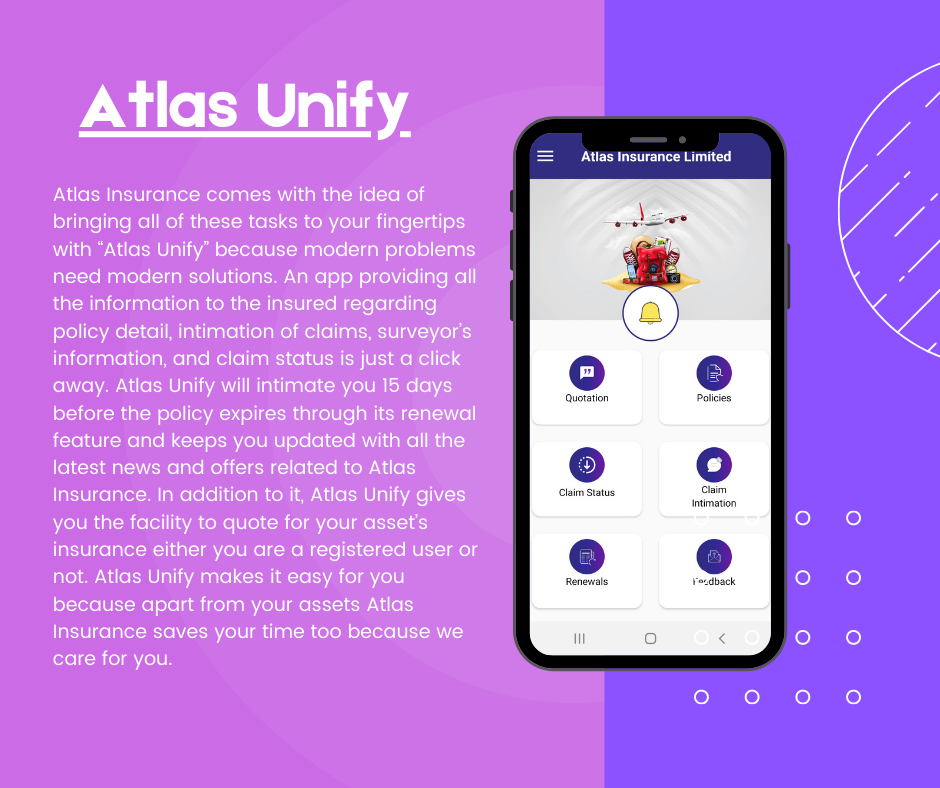 Atlas Unify
Atlas Insurance comes with the idea of
bringing all of these tasks to your fingertips
with “Atlas Unify” because modern problems
need modern solutions. An app providing all
the information to the insured regarding
policy detail, intimation of claims, surveyor’s
information, and claim status is just a click
away. Atlas Unify will intimate you 15 days
before the policy expires through its renewal
feature and keeps you updated with all the
latest news and offers related to Atlas
Insurance. In addition to it, Atlas Unify gives
you the facility to quote for your asset’s
insurance either you are a registered user or
not. Atlas Unify makes it easy for you
because apart from your assets Atlas
Insurance saves your time too because we
care for you.
Atlas Insurance Limited
Quotation
Policies
Claim Status
Claim
Intimation
Renewals
Feedback